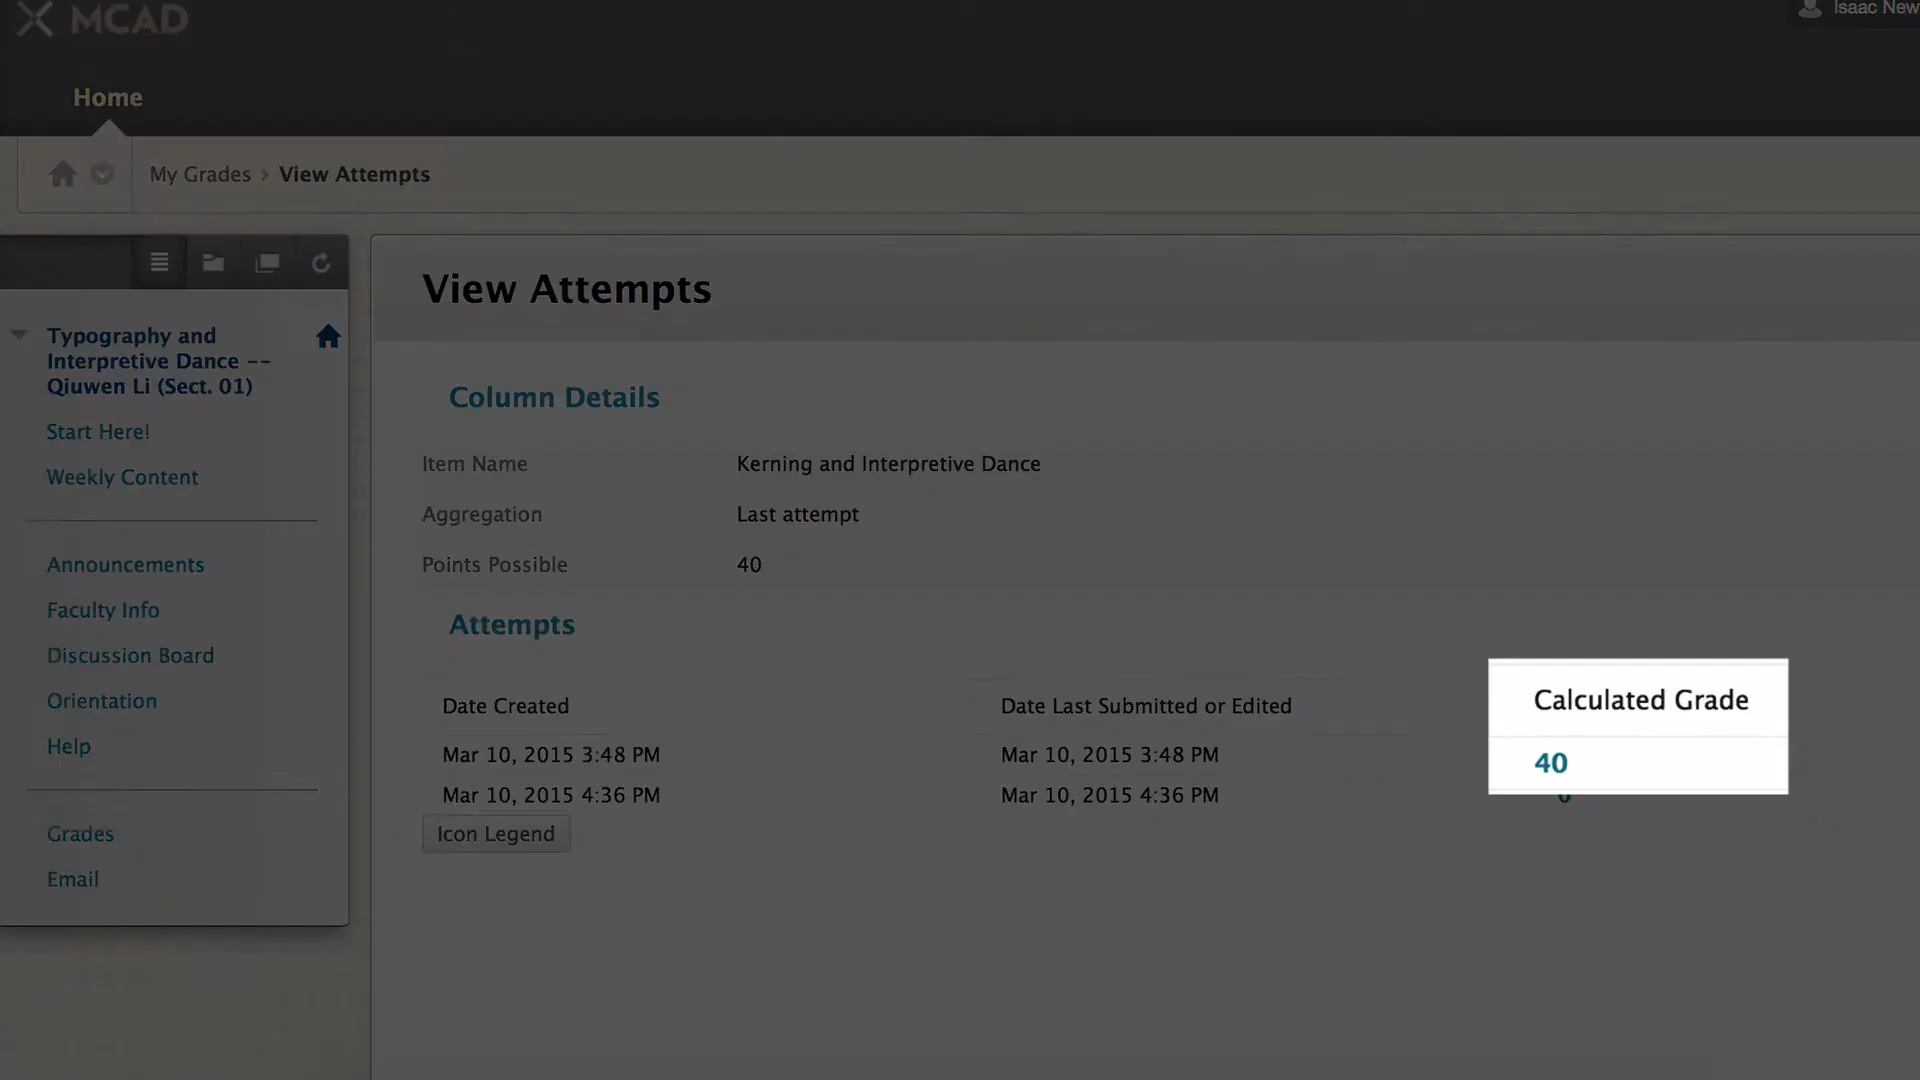 MCAD
Isaac New
Home
My Grades › View Attempts
View Attempts
Typography and
Interpretive Dance --
Qiuwen Li (Sect. 01)
Start Here!
Weekly Content
Announcements
Faculty Info
Discussion Board
Orientation
Help
Grades
Email
Column Details
Item Name Kerning and Interpretive Dance
Aggregation Last attempt
Points Possible 40
Attempts
Date Created Date Last Submitted or Edited Calculated Grade
Mar 10, 2015 3:48 PM Mar 10, 2015 3:48 PM 40
Mar 10, 2015 4:36 PM Mar 10, 2015 4:36 PM
Icon Legend